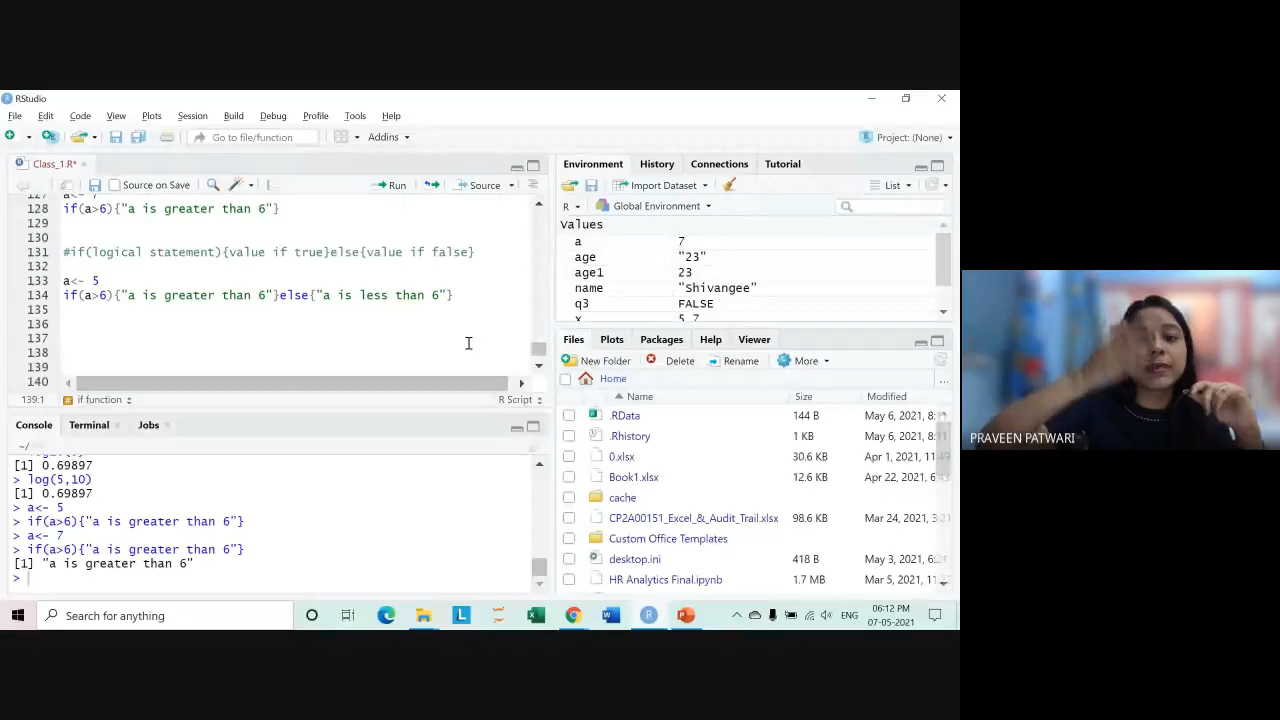 RStudio
File Edit Code View Plots Session Build Debug Profile Tools Help
Go to file/function Addins Project: (None)
Class_1.R*
Source on Save Run Source
128 if(a>6){"a is greater than 6"}
129
130
131 #if(logical statement){value if true}else{value if false}
132
133 a<- 5
134 if(a>6){"a is greater than 6"}else{"a is less than 6"}
135
136
137
138
139
140
139:1 if function R Script
Console Terminal Jobs
~/
[1] 0.69897
> log(5,10)
[1] 0.69897
> a<- 5
> if(a>6){"a is greater than 6"}
> a<- 7
> if(a>6){"a is greater than 6"}
[1] "a is greater than 6"
>
Environment History Connections Tutorial
Import Dataset List
R Global Environment
Values
a 7
age "23"
age1 23
name "Shivangee"
q3 FALSE
x 5 7
Files Plots Packages Help Viewer
New Folder Delete Rename More
Home ...
Name Size Modified
.RData 144 B May 6, 2021, 8:
.Rhistory 1 KB May 6, 2021, 8:
0.xlsx 30.6 KB Apr 1, 2021, 11:
Book1.xlsx 12.6 KB Apr 22, 2021,
cache
CP2A00151_Excel_&_Audit_Trail.xlsx 98.6 KB Mar 24, 2021,
Custom Office Templates
desktop.ini 418 B May 3, 2021,
HR Analytics Final.ipynb 1.7 MB Mar 5, 2021,
Search for anything
ENG
06:12 PM
07-05-2021
PRAVEEN PATWARI